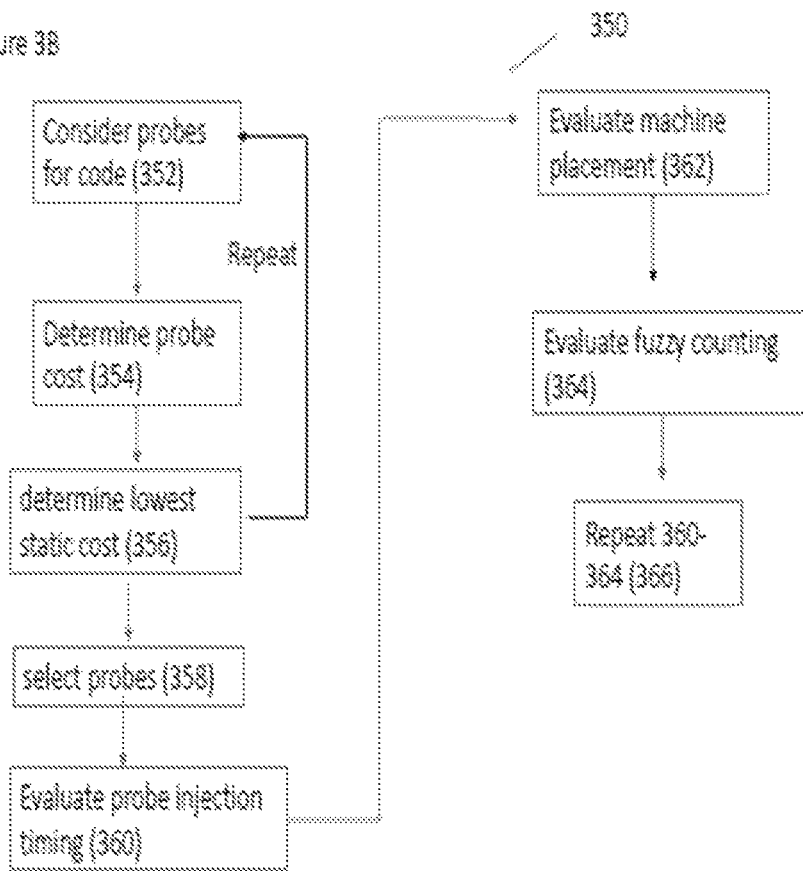 ure 3B
350
Consider probes
for code (352)
Repeat
Determine probe
cost (354)
determine lowest
static cost (356)
select probes (358)
Evaluate probe injection
timing (360)
Evaluate machine
placement (362)
Evaluate fuzzy counting
(364)
Repeat 360-
364 (366)